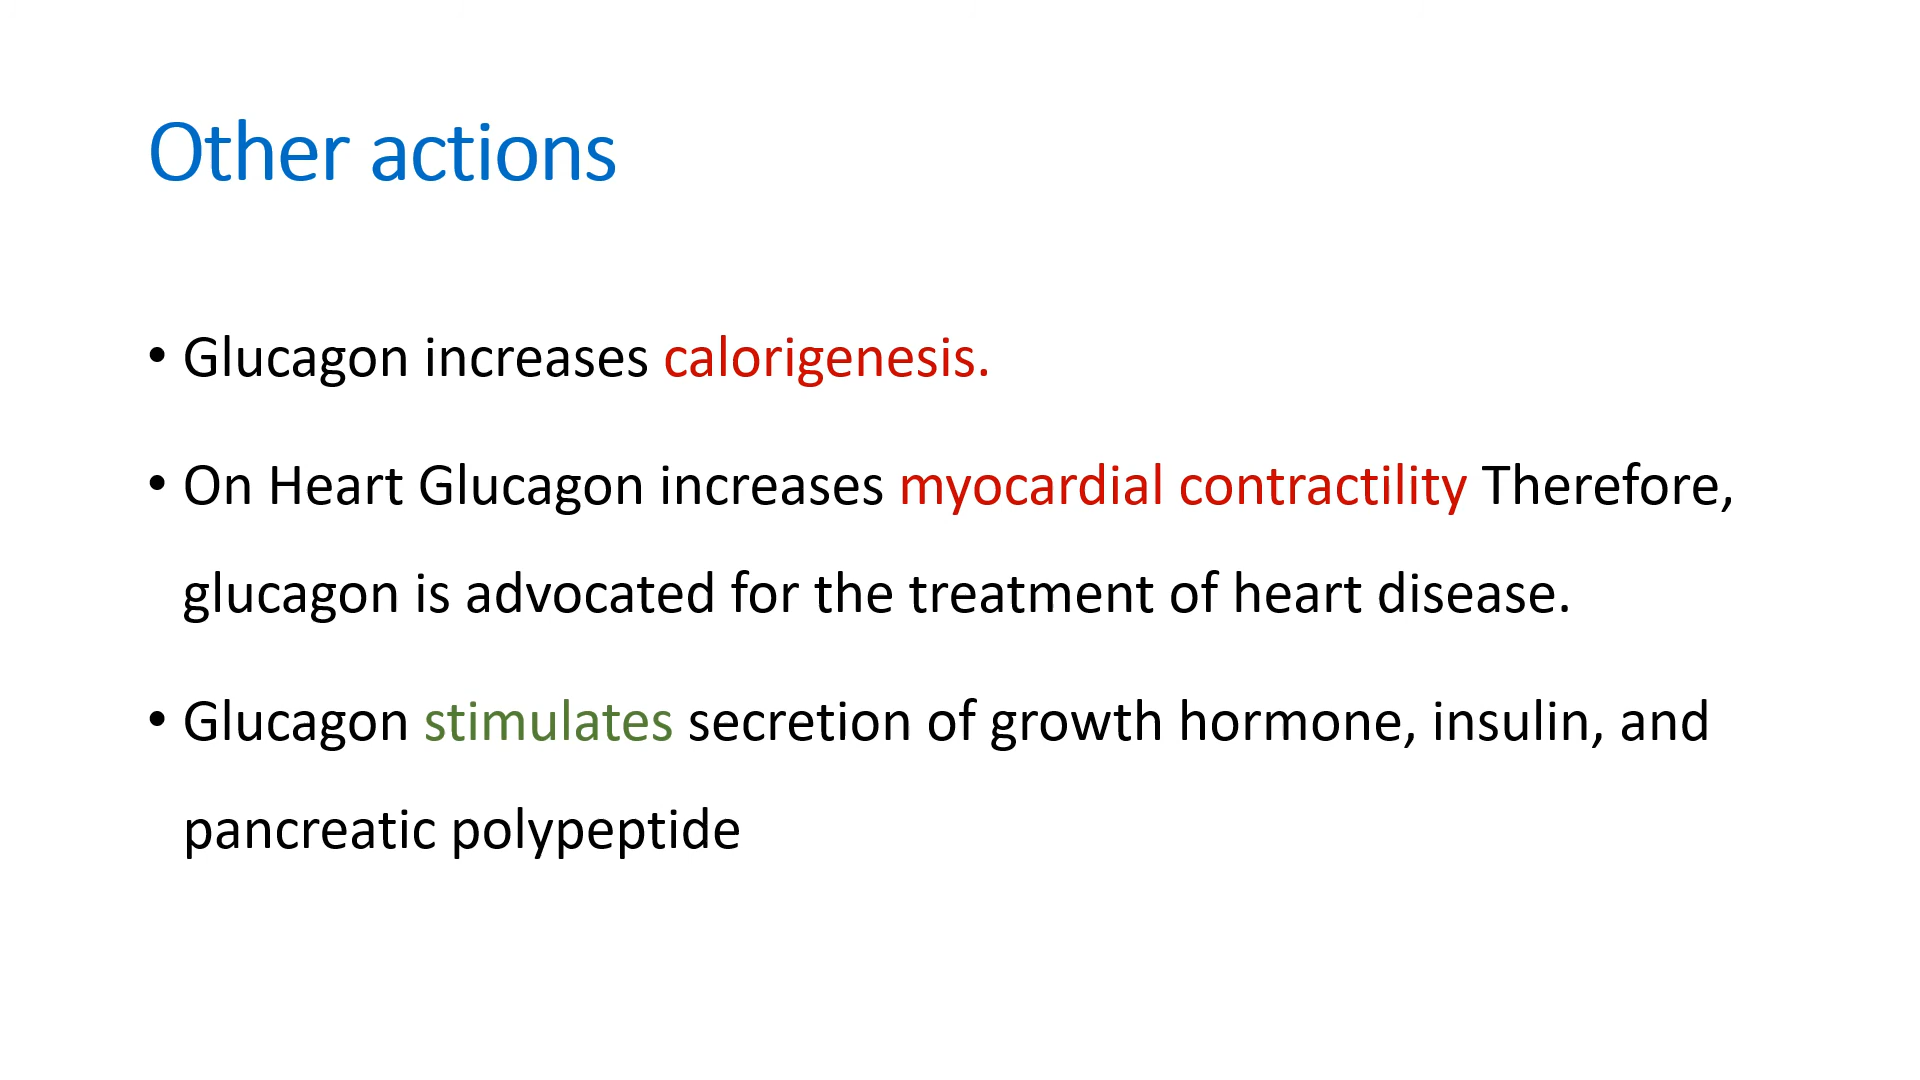 Other actions
• Glucagon increases calorigenesis.
• On Heart Glucagon increases myocardial contractility Therefore,
glucagon is advocated for the treatment of heart disease.
• Glucagon stimulates secretion of growth hormone, insulin, and
pancreatic polypeptide